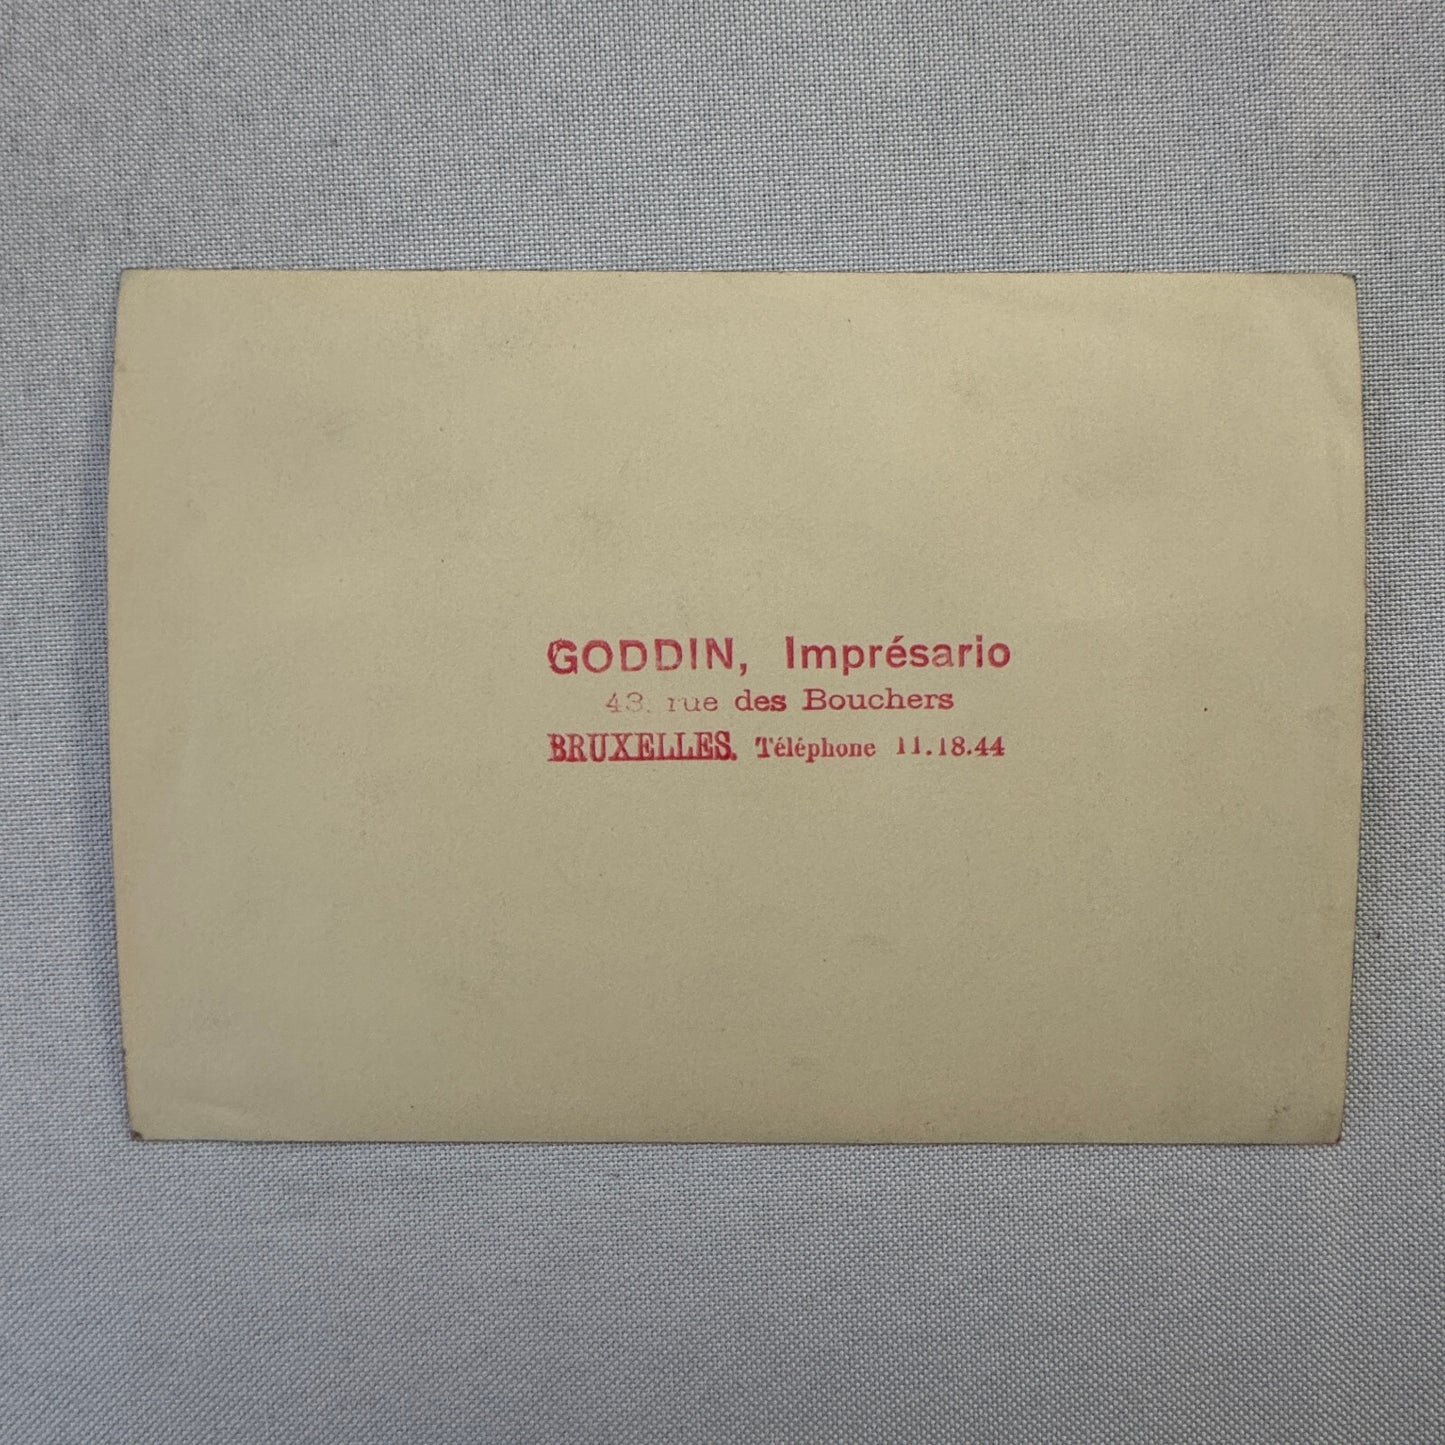 GODDIN, Imprésario
43, rue des Bouchers
BRUXELLES. Téléphone 11.18.44